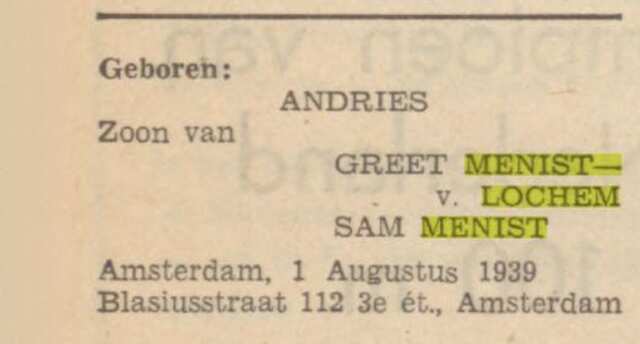 Geboren:
ANDRIES
Zoon van
GREET MENIST—
v. LOCHEM
SAM MENIST
Amsterdam, 1 Augustus 1939
Blasiusstraat 112 3e ét., Amsterdam